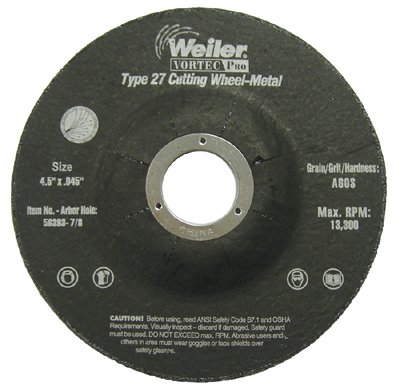 Weiler
VORTEC PRO
Type 27 Cutting Wheel-Metal
Size
4.5" x .045"
Item No. - Arbor Hole:
56393- 7/8
Grain/Grit/Hardness:
A60S
Max. RPM:
13,300
CHINA
CAUTION! Before using, read ANSI Safety Code B7.1 and OSHA
Requirements. Visually inspect - discard if damaged. Safety guard
must be used. DO NOT EXCEED max. RPM. Abrasive users and
others in area must wear goggles or face shields over
safety glasses.